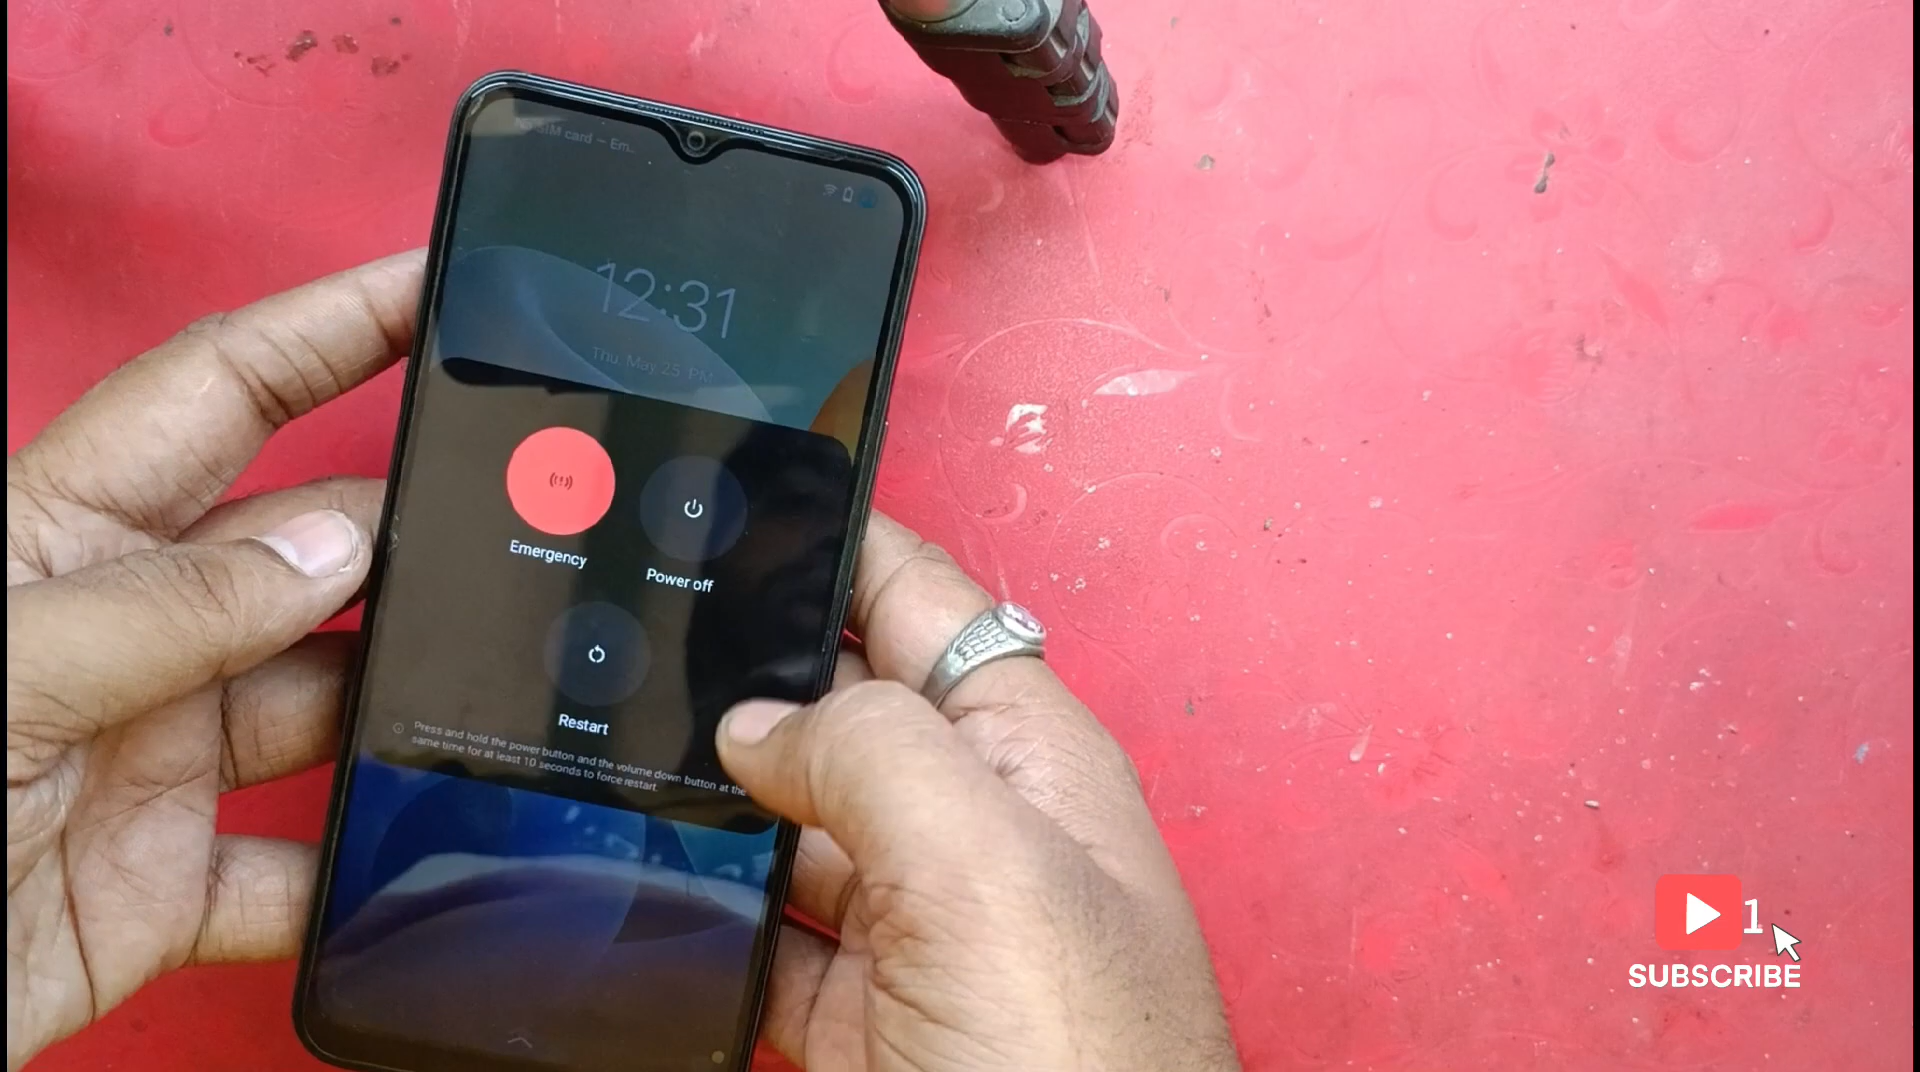 SIM card – Em...
12:31
Thu, May 25 PM
Emergency
Power off
Restart
Press and hold the power button and the volume down button at the
same time for at least 10 seconds to force restart.
1
SUBSCRIBE